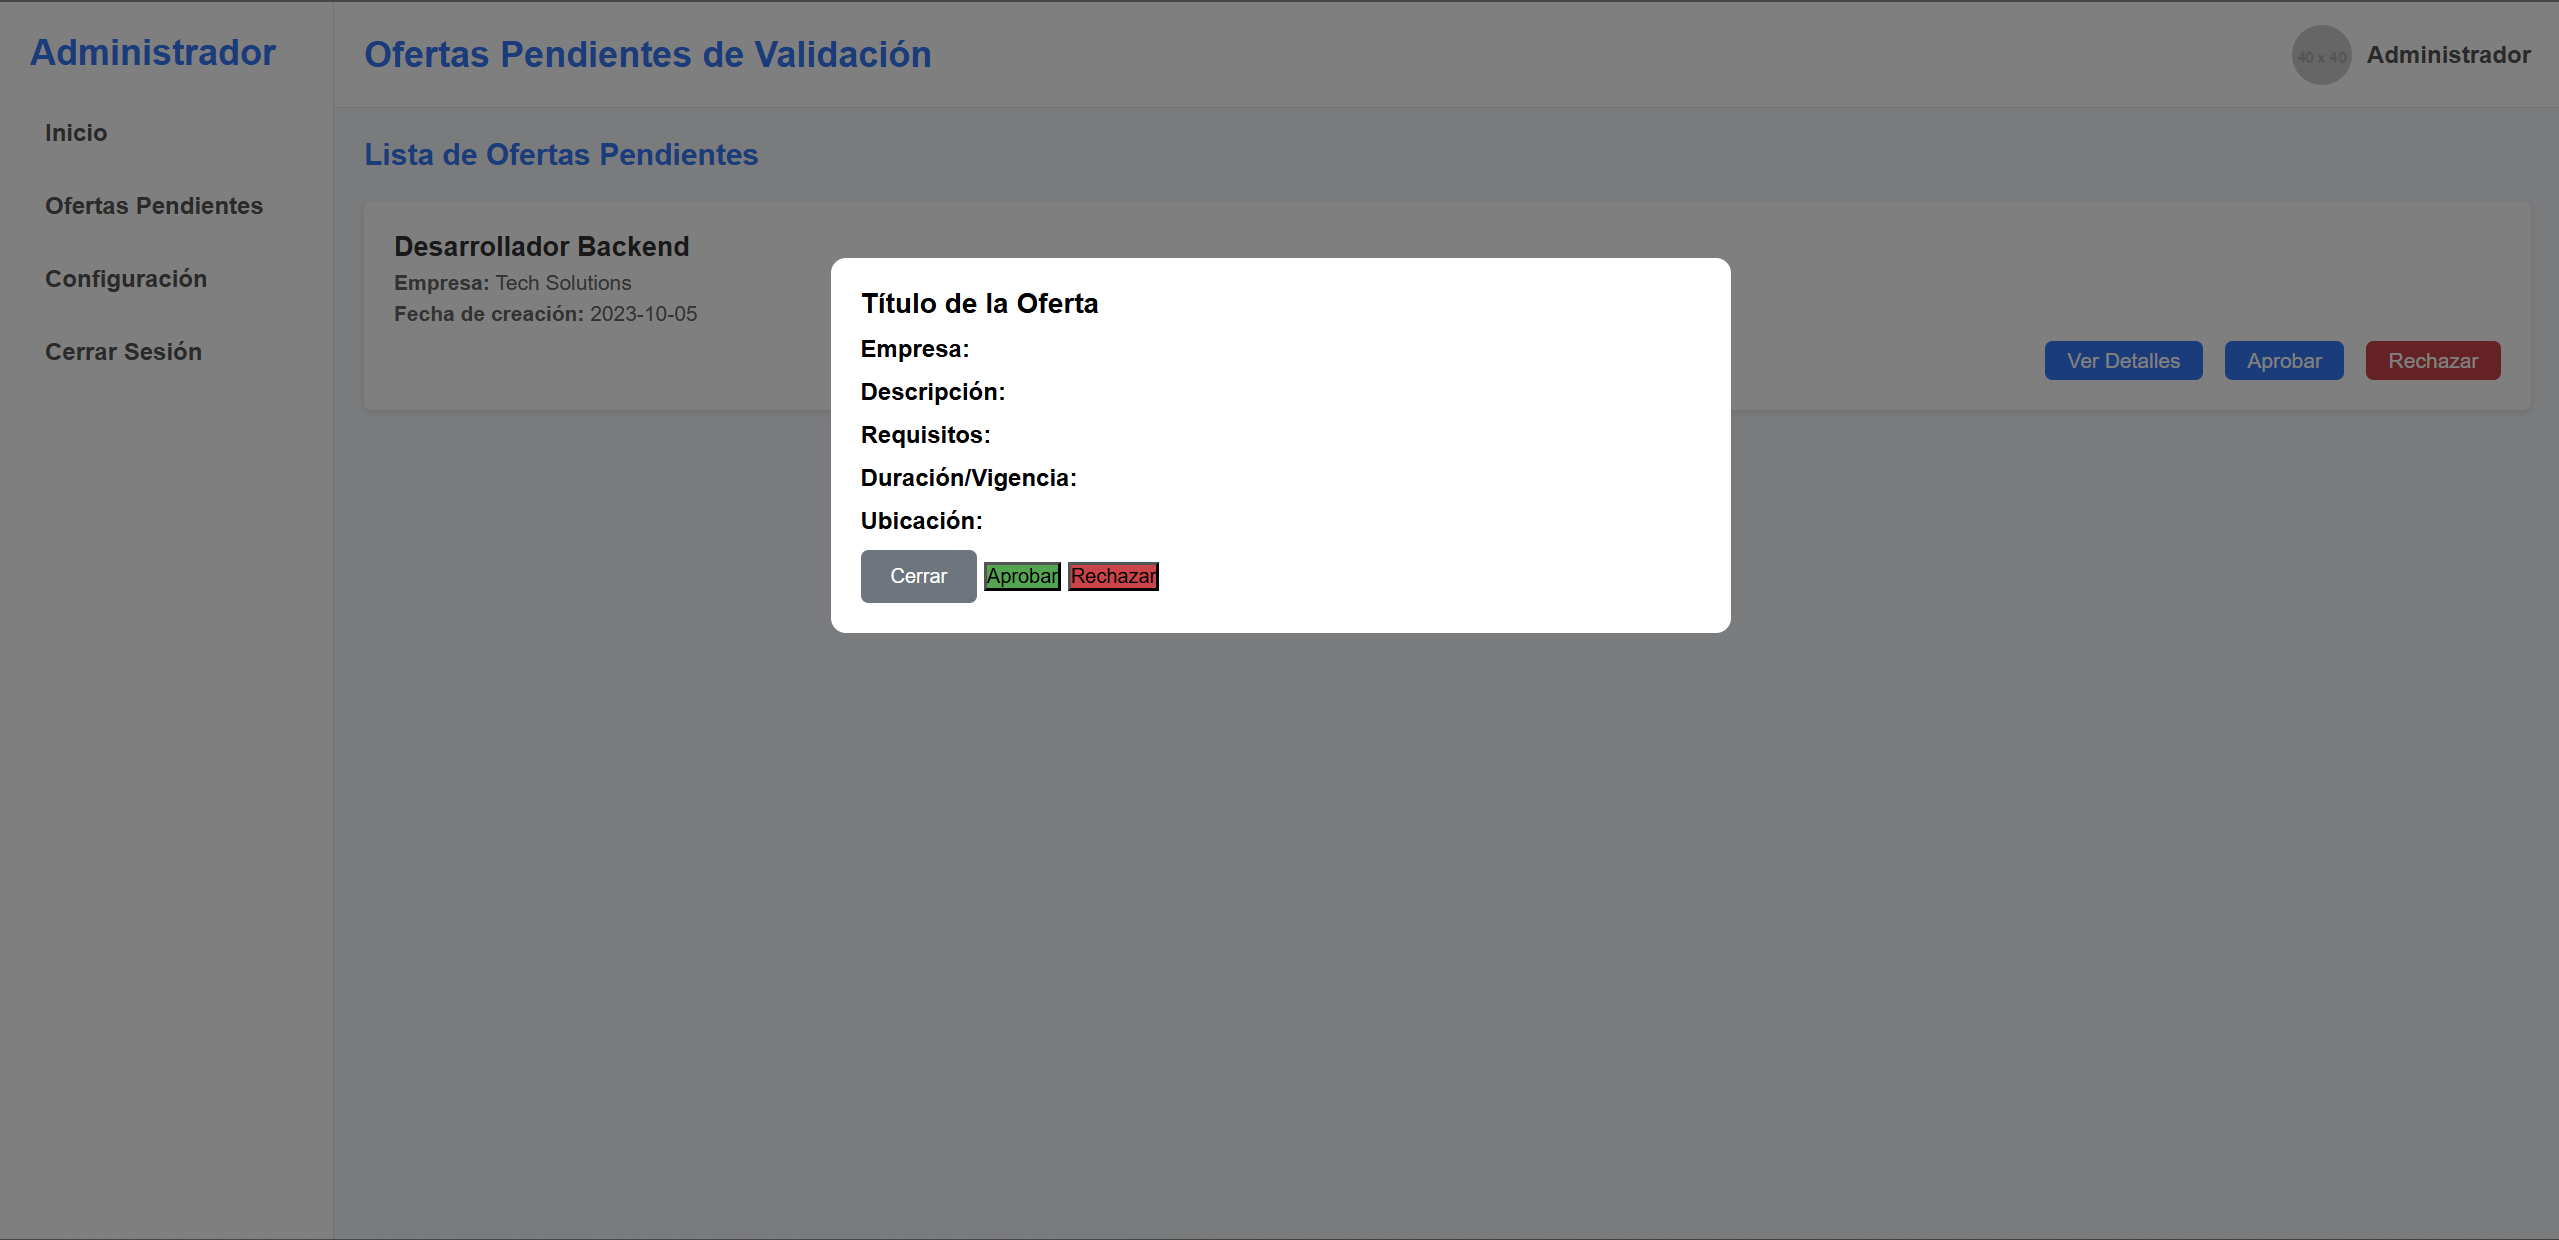 Administrador
Inicio
Ofertas Pendientes
Configuración
Cerrar Sesión
Ofertas Pendientes de Validación
40 x 40
Administrador
Lista de Ofertas Pendientes
Desarrollador Backend
Empresa: Tech Solutions
Fecha de creación: 2023-10-05
Ver Detalles Aprobar Rechazar
Título de la Oferta
Empresa:
Descripción:
Requisitos:
Duración/Vigencia:
Ubicación:
Cerrar Aprobar Rechazar